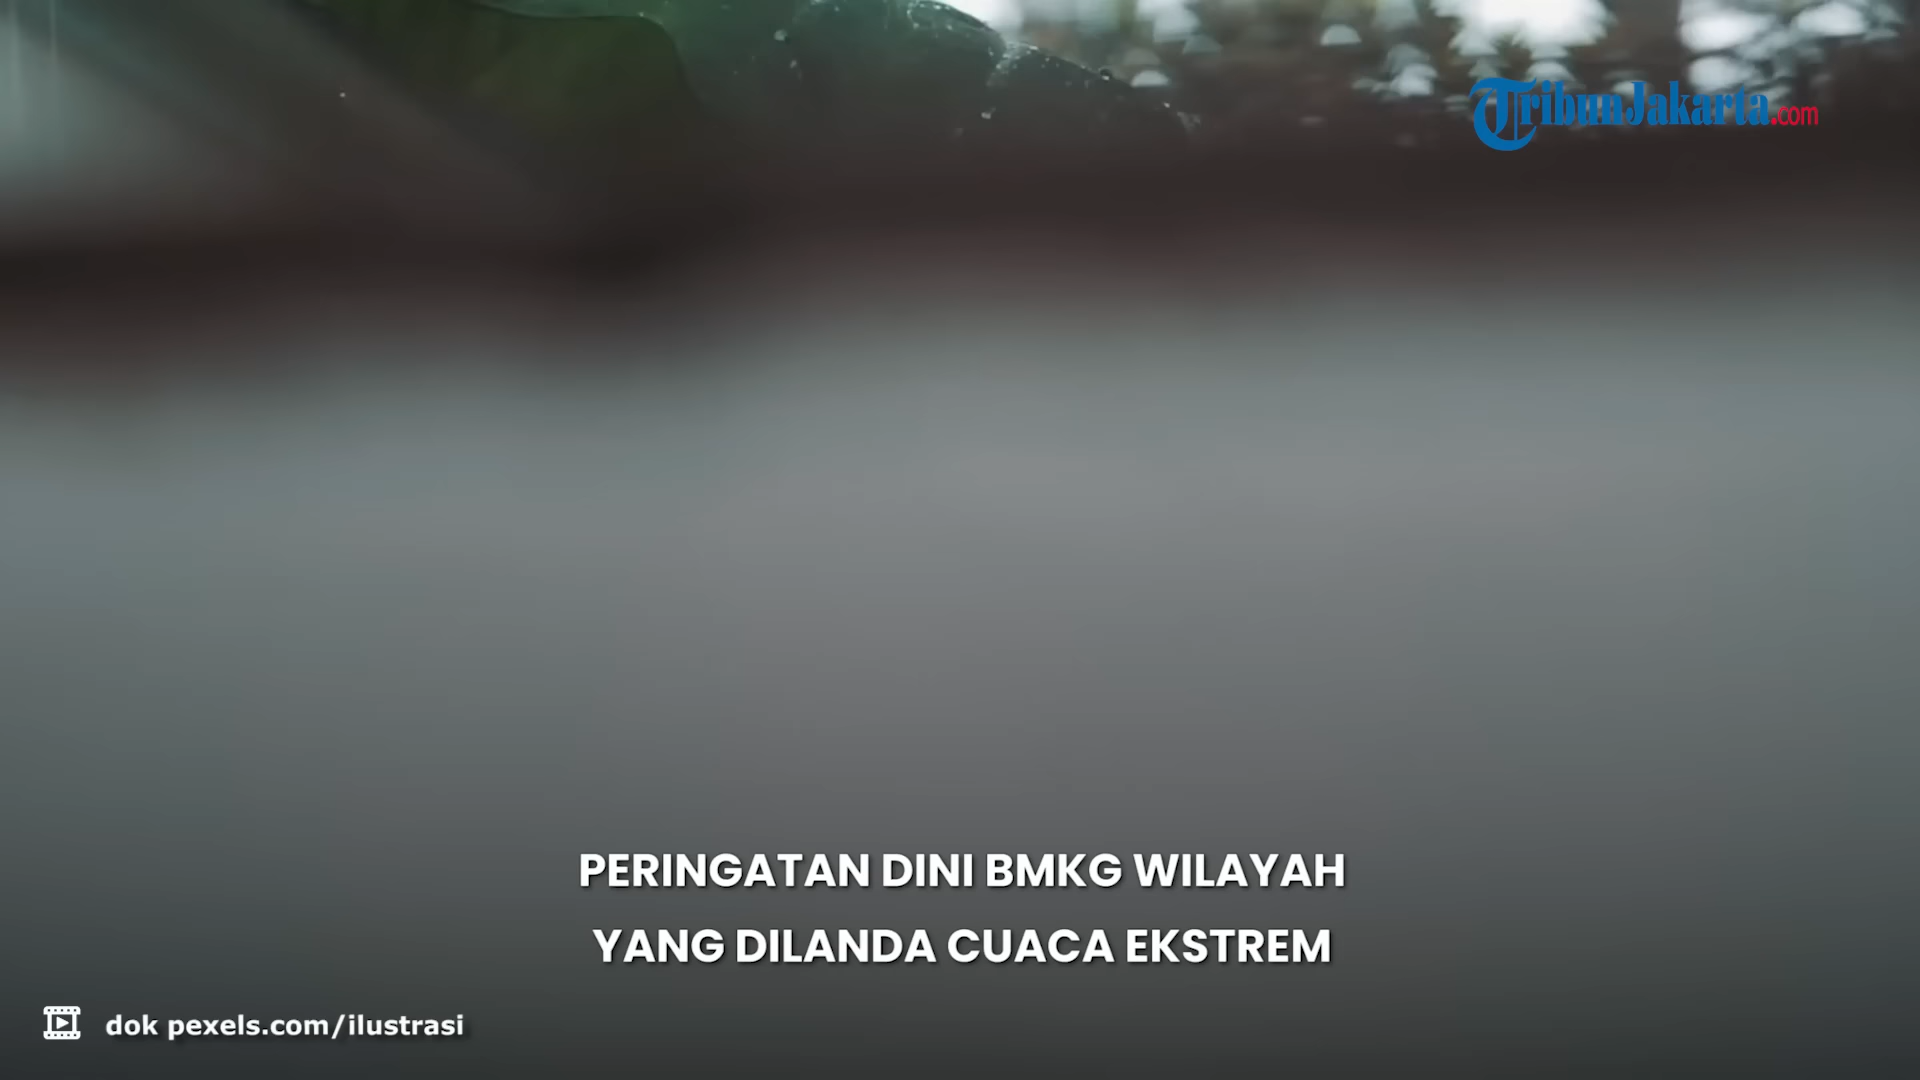 TribunJakarta.com
PERINGATAN DINI BMKG WILAYAH
YANG DILANDA CUACA EKSTREM
dok pexels.com/ilustrasi